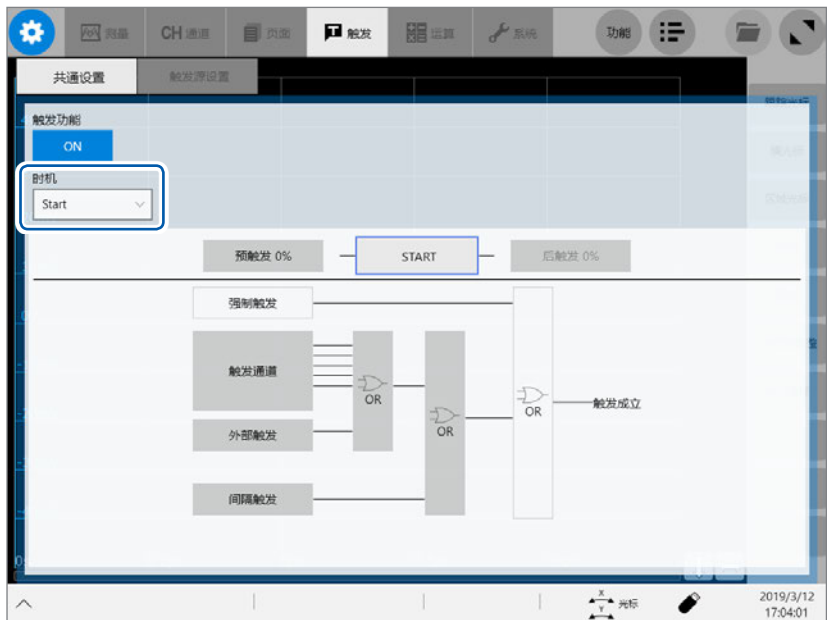 测量 CH 通道 页面 触发 运算 系统 功能
共通设置 触发源设置
触发功能
ON
时机
Start
预触发 0% START 后触发 0%
强制触发
触发通道
OR
OR
OR
触发成立
外部触发
间隔触发
光标
2019/3/12
17:04:01